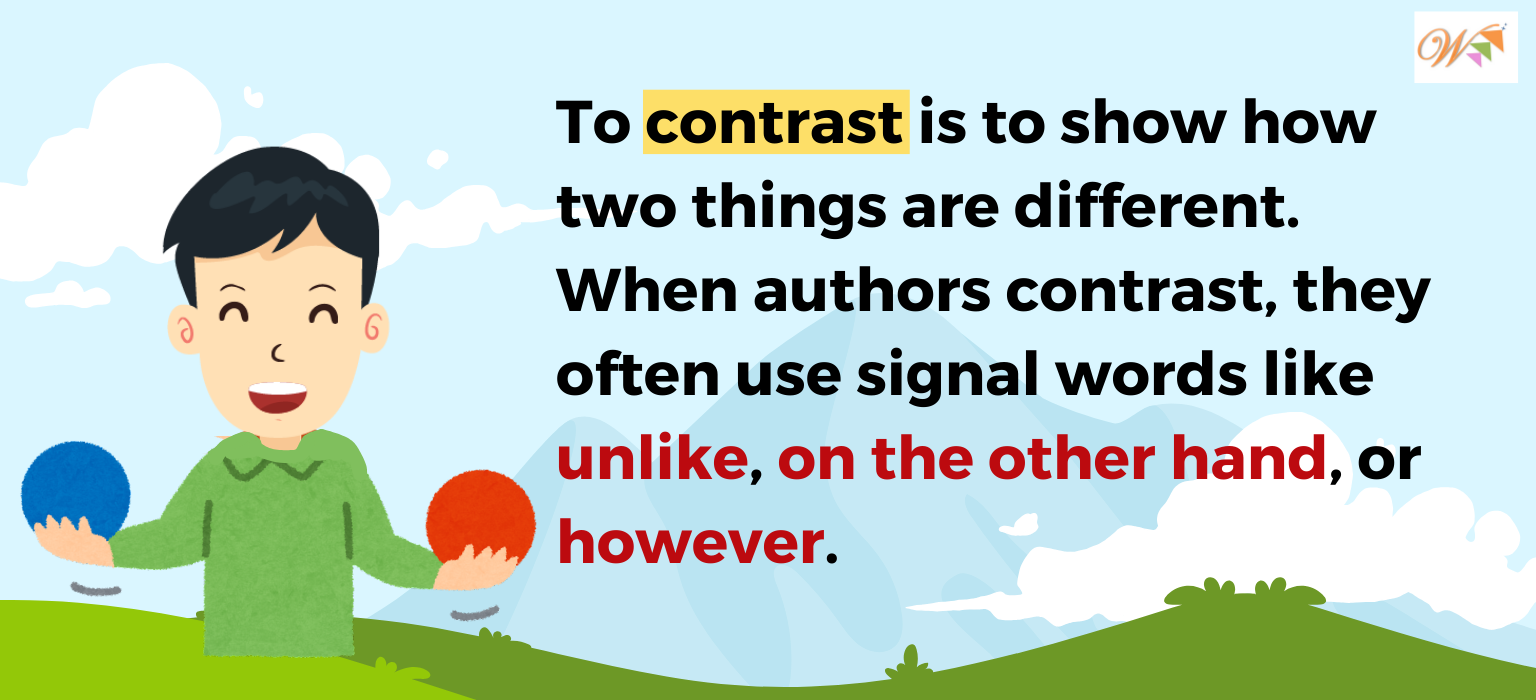 To contrast is to show how
two things are different.
When authors contrast, they
often use signal words like
unlike, on the other hand, or
however.
W